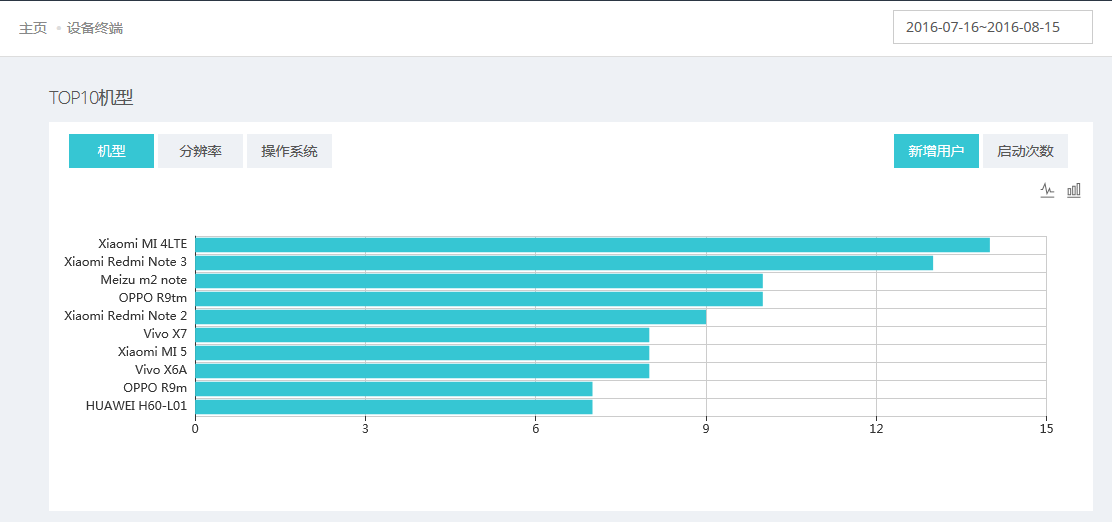 主页 设备终端
2016-07-16~2016-08-15
TOP10机型
机型 分辨率 操作系统 新增用户 启动次数
Xiaomi MI 4LTE
Xiaomi Redmi Note 3
Meizu m2 note
OPPO R9tm
Xiaomi Redmi Note 2
Vivo X7
Xiaomi MI 5
Vivo X6A
OPPO R9m
HUAWEI H60-L01
0 3 6 9 12 15